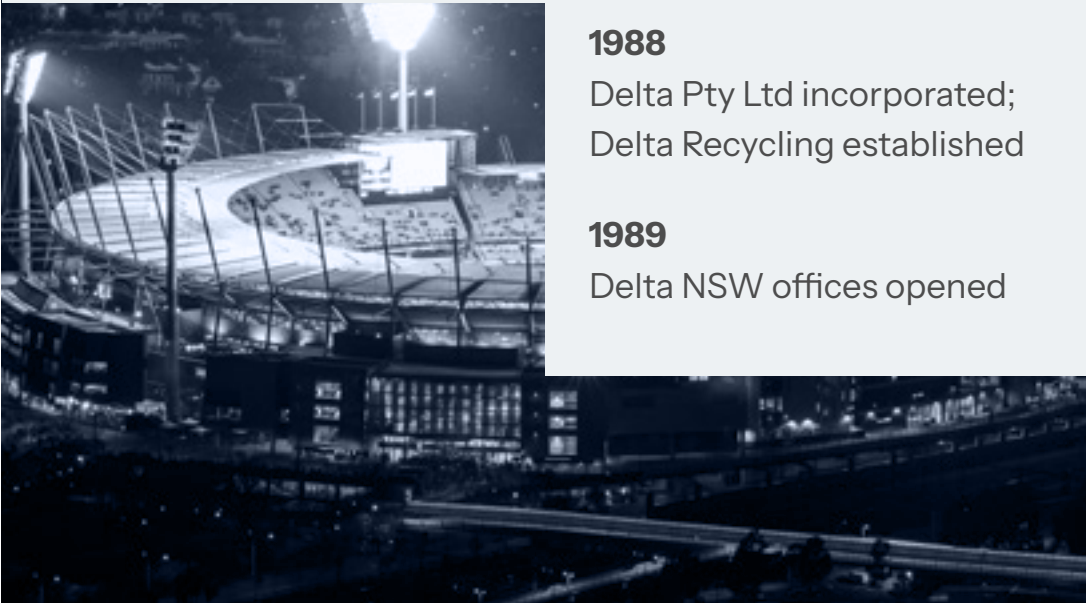 1988
Delta Pty Ltd incorporated;
Delta Recycling established
1989
Delta NSW offices opened